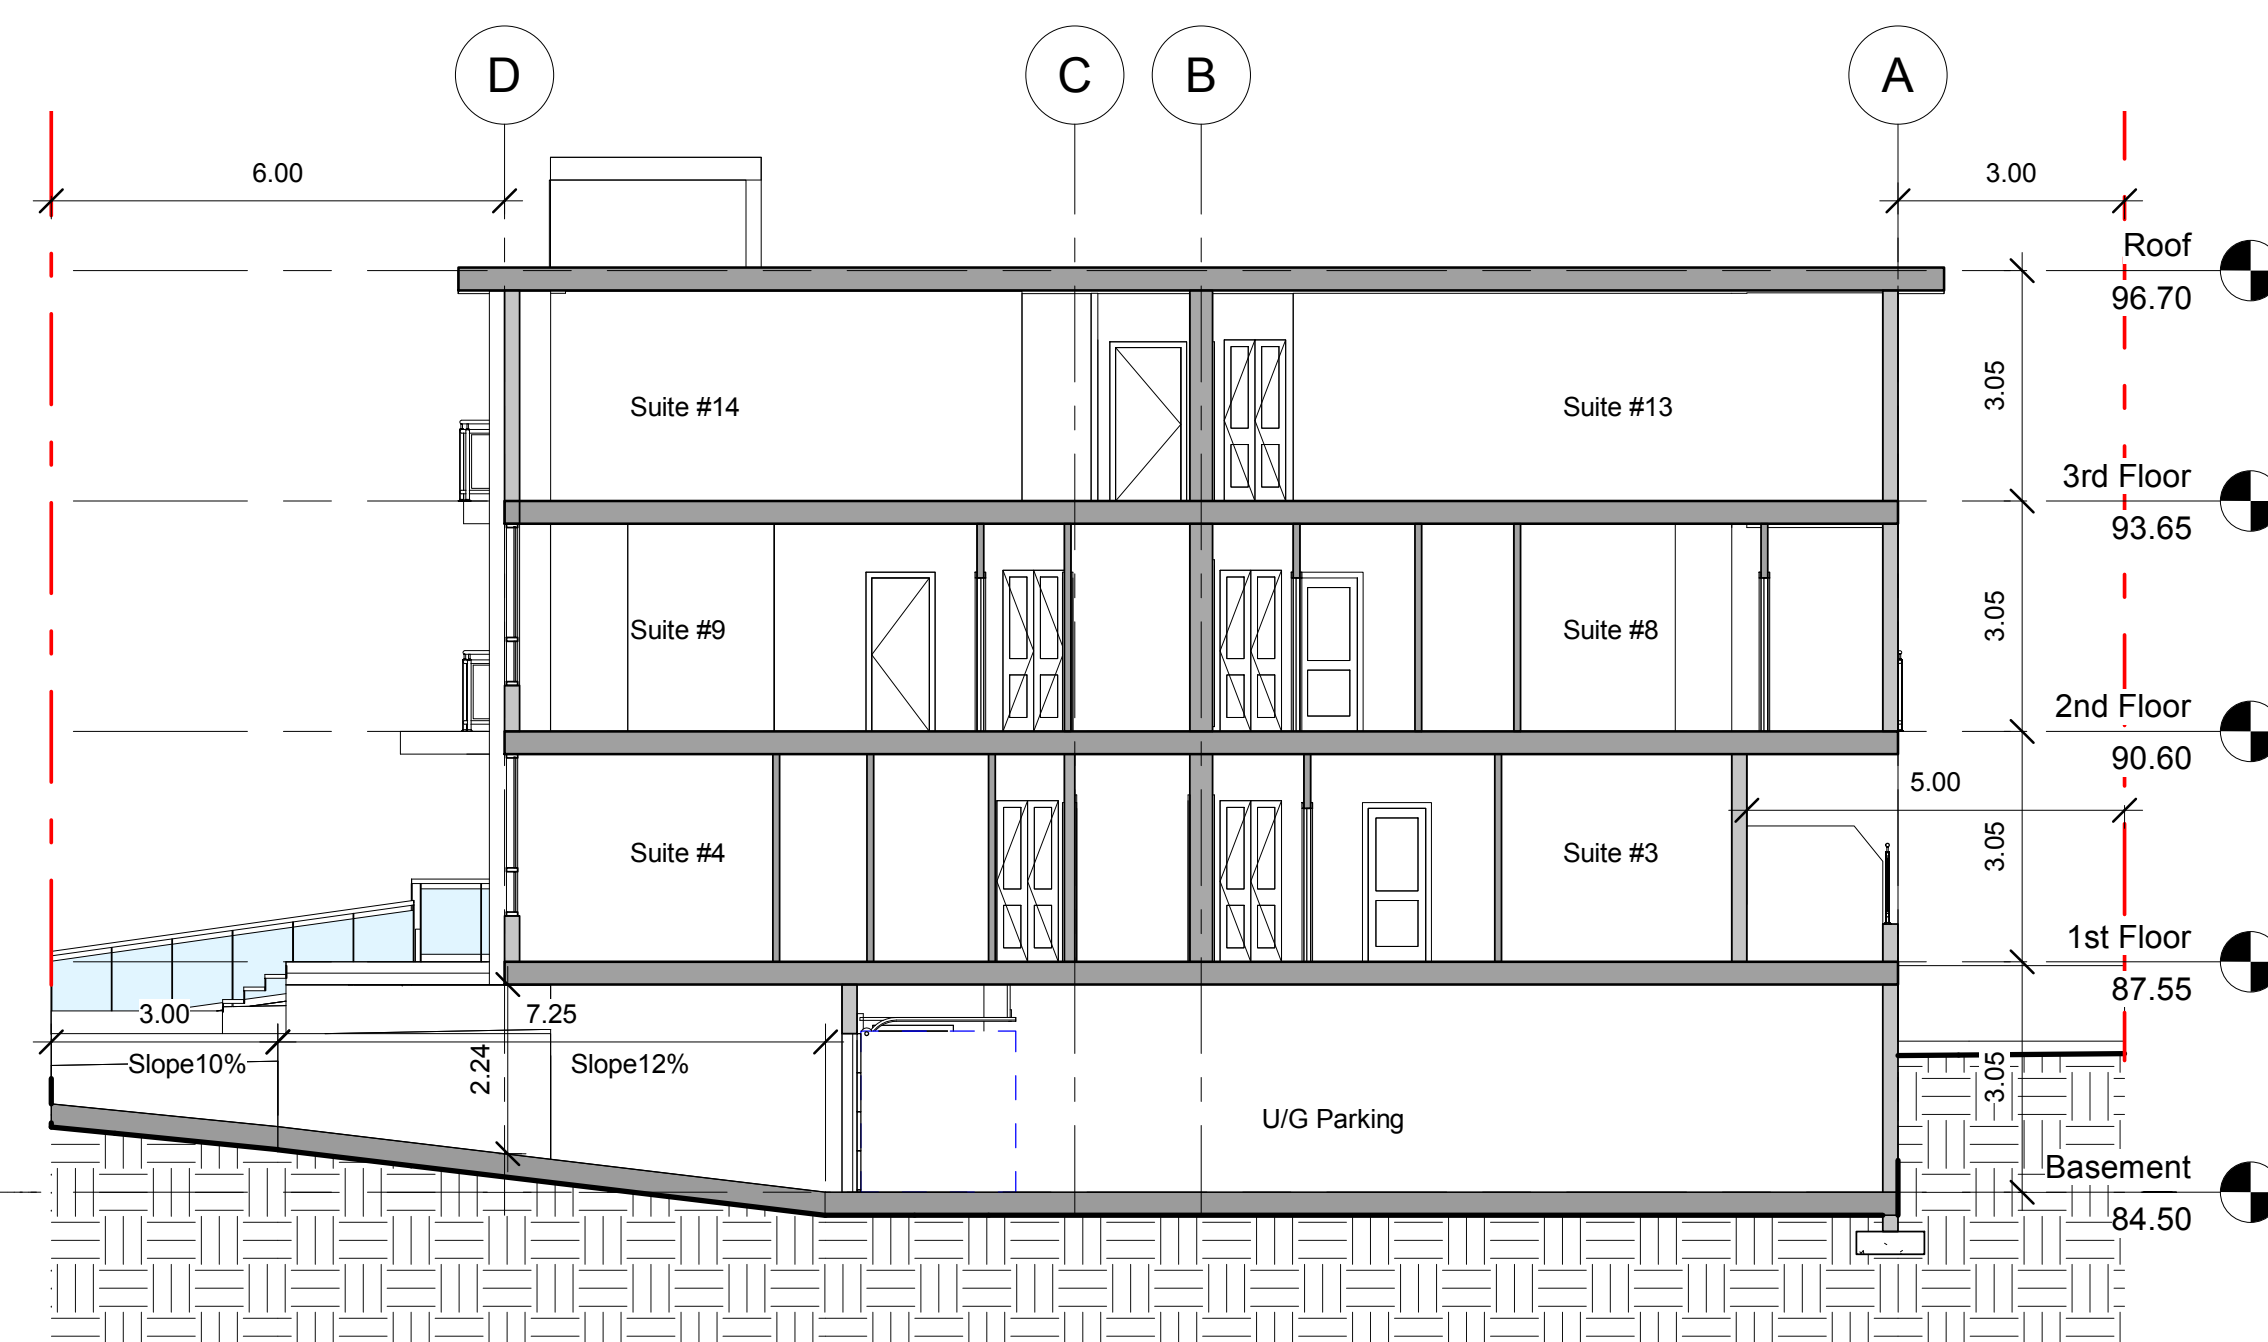 D
C
B
A
6.00
3.00
Roof
96.70
3.05
Suite #14
Suite #13
3rd Floor
93.65
3.05
Suite #9
Suite #8
2nd Floor
90.60
5.00
3.05
Suite #4
Suite #3
1st Floor
87.55
3.00
7.25
Slope10%
2.24
Slope12%
3.05
U/G Parking
Basement
84.50